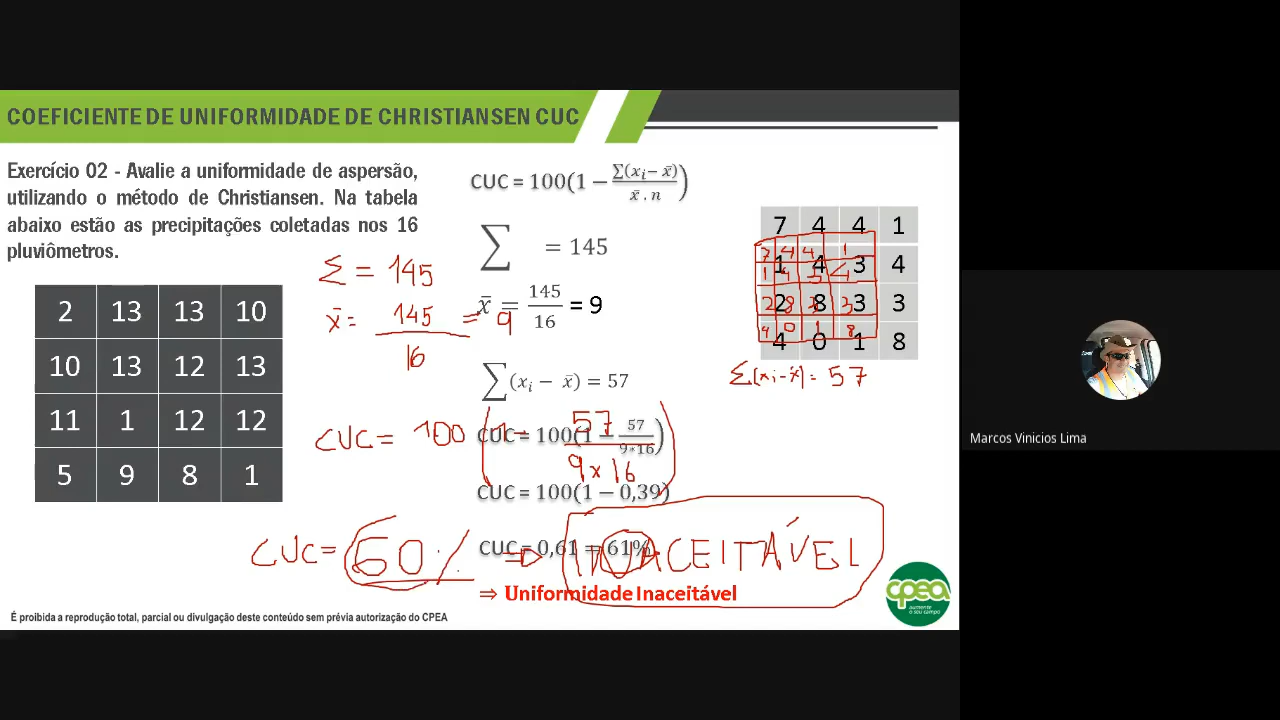 COEFICIENTE DE UNIFORMIDADE DE CHRISTIANSEN CUC
Exercício 02 - Avalie a uniformidade de aspersão,
utilizando o método de Christiansen. Na tabela
abaixo estão as precipitações coletadas nos 16
pluviômetros.
2 13 13 10
10 13 12 13
11 1 12 12
5 9 8 1
Σ = 145
x̄ = 145/16 = 9
CUC = 100 (1 - 57/(9 x 16))
CUC = 60% ⇒ INACEITÁVEL
CUC = 100(1 − ∑(xᵢ− x̄)/(x̄ . n))
∑ = 145
x̄ = 145/16 = 9
∑(xᵢ − x̄) = 57
CUC = 100(1 − 57/(9*16))
CUC = 100(1 − 0,39)
CUC = 0,61 = 61%
⇒ Uniformidade Inaceitável
7 4 4 1
1 4 3 4
2 8 3 3
4 0 1 8
Σ(xi-x̄) = 57
cpea
aumente
o seu campo
É proibida a reprodução total, parcial ou divulgação deste conteúdo sem prévia autorização do CPEA
Marcos Vinicios Lima